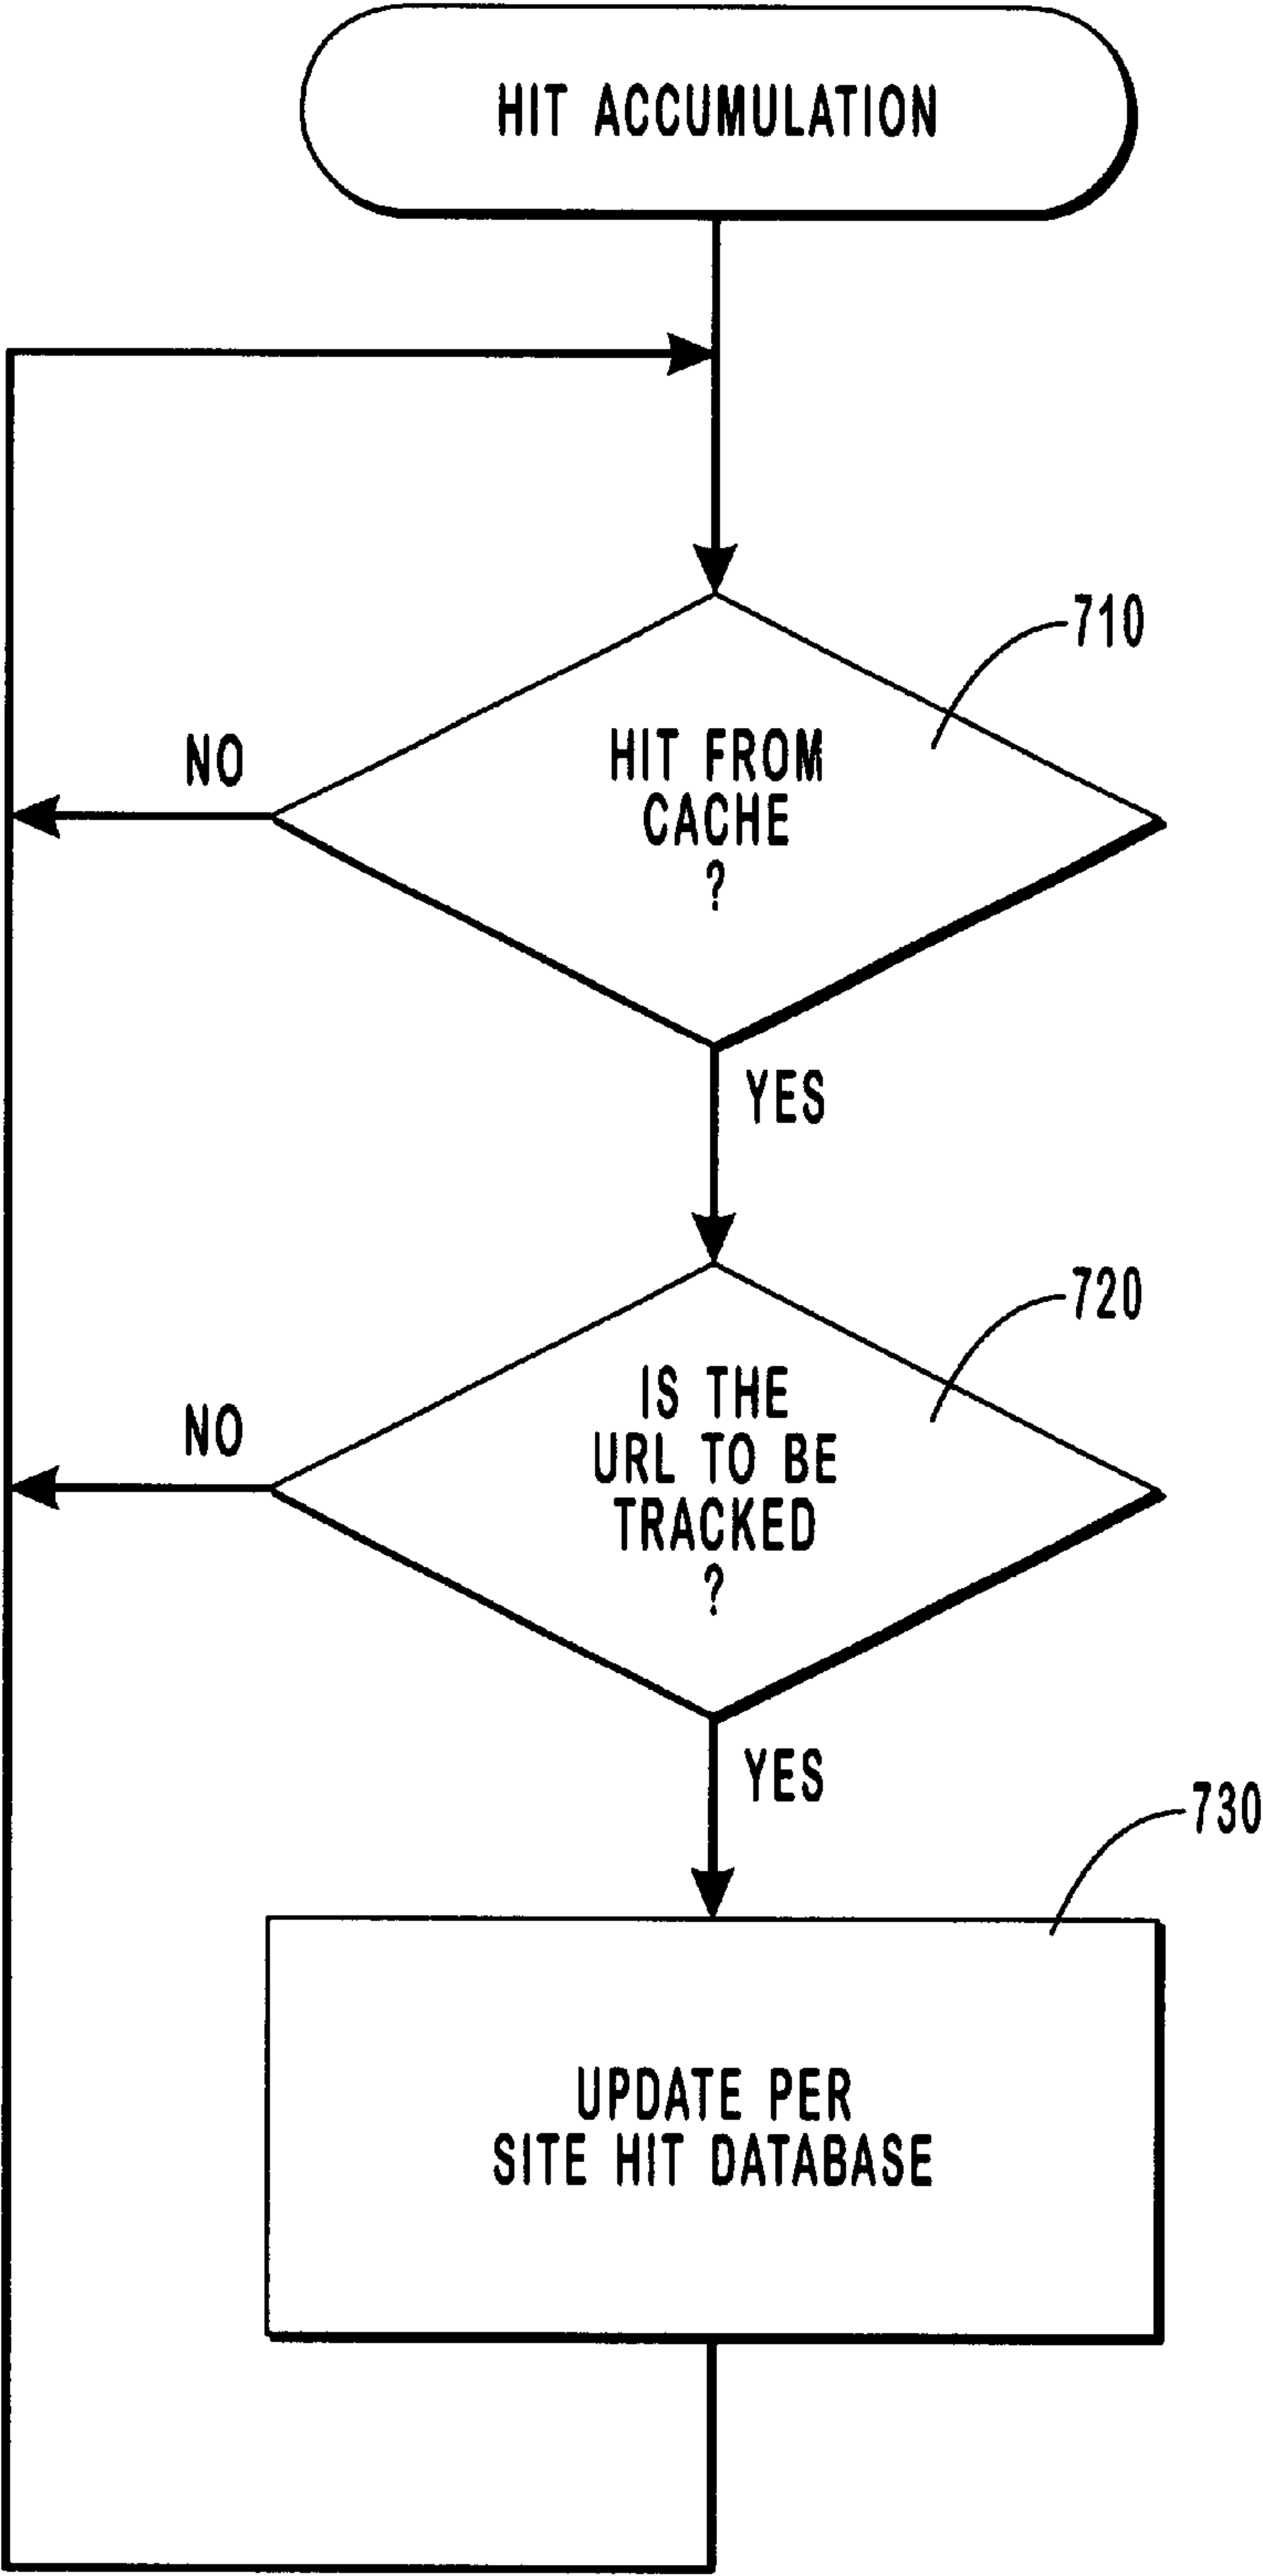 HIT ACCUMULATION
710
HIT FROM
CACHE
?
NO
YES
720
IS THE
URL TO BE
TRACKED
?
NO
YES
730
UPDATE PER
SITE HIT DATABASE